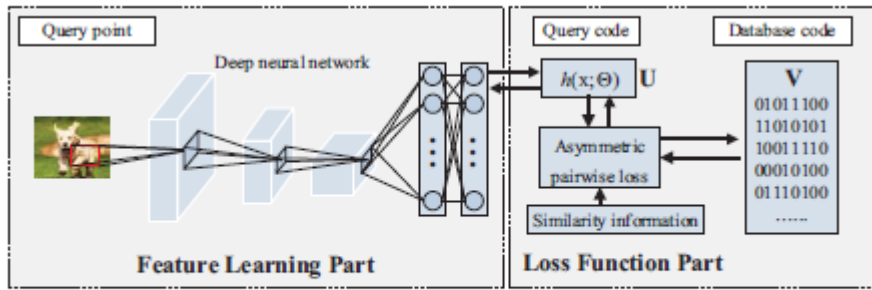 Query point
Deep neural network
Feature Learning Part
Query code
Database code
h(x;Θ)
U
V
01011100
11010101
10011110
00010100
01110100
......
Asymmetric
pairwise loss
Similarity information
Loss Function Part